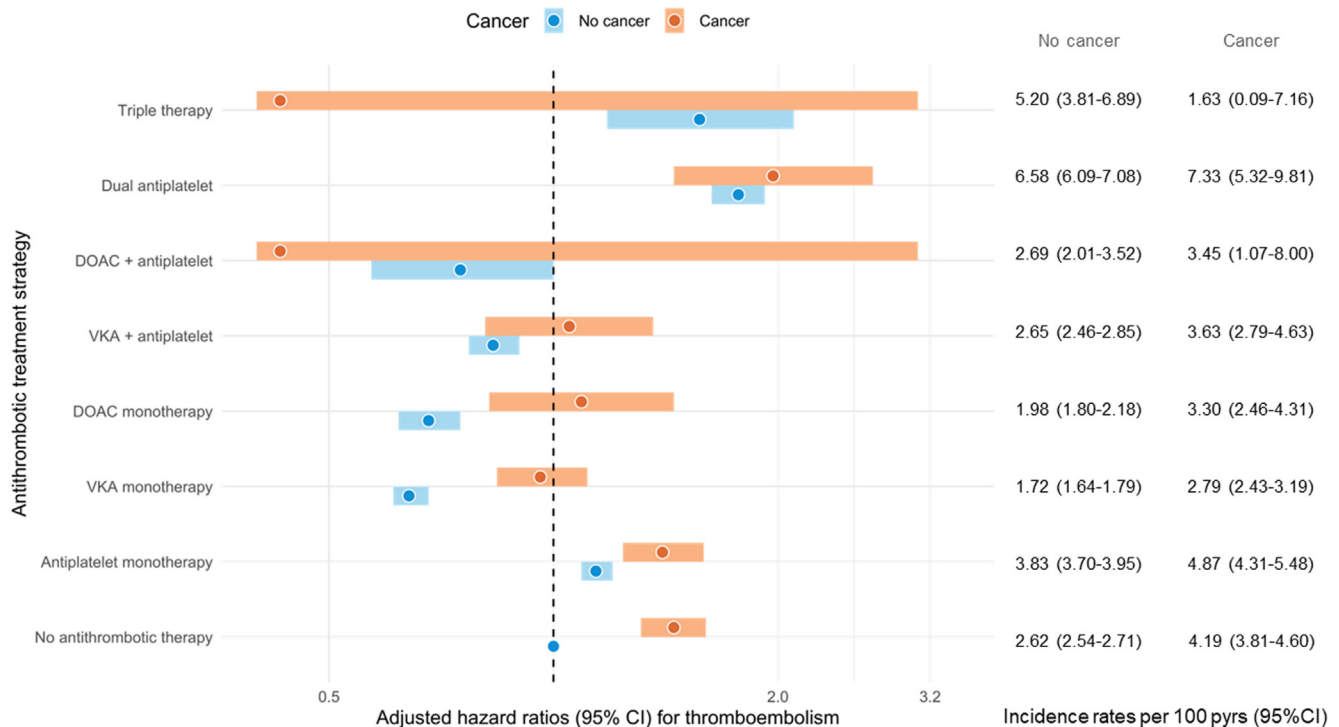 Cancer No cancer Cancer
No cancer Cancer
Triple therapy 5.20 (3.81-6.89) 1.63 (0.09-7.16)
Dual antiplatelet 6.58 (6.09-7.08) 7.33 (5.32-9.81)
DOAC + antiplatelet 2.69 (2.01-3.52) 3.45 (1.07-8.00)
VKA + antiplatelet 2.65 (2.46-2.85) 3.63 (2.79-4.63)
DOAC monotherapy 1.98 (1.80-2.18) 3.30 (2.46-4.31)
VKA monotherapy 1.72 (1.64-1.79) 2.79 (2.43-3.19)
Antiplatelet monotherapy 3.83 (3.70-3.95) 4.87 (4.31-5.48)
No antithrombotic therapy 2.62 (2.54-2.71) 4.19 (3.81-4.60)
Antithrombotic treatment strategy
0.5 2.0 3.2
Adjusted hazard ratios (95% CI) for thromboembolism Incidence rates per 100 pyrs (95%CI)